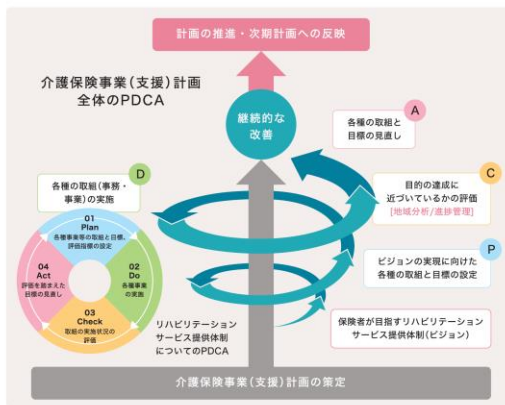 計画の推進・次期計画への反映
介護保険事業(支援)計画
全体のPDCA
継続的な
改善
A
各種の取組と
目標の見直し
D
各種の取組(事務・
事業)の実施
C
目的の達成に
近づいているかの評価
[地域分析/進捗管理]
01
Plan
各種事業等の取組と目標、
評価指標の設定
02
Do
各種事業
の実施
03
Check
取組の実施状況の
評価
04
Act
評価を踏まえた
目標の見直し
P
ビジョンの実現に向けた
各種の取組と目標の設定
リハビリテーション
サービス提供体制
についてのPDCA
保険者が目指すリハビリテーション
サービス提供体制(ビジョン)
介護保険事業(支援)計画の策定